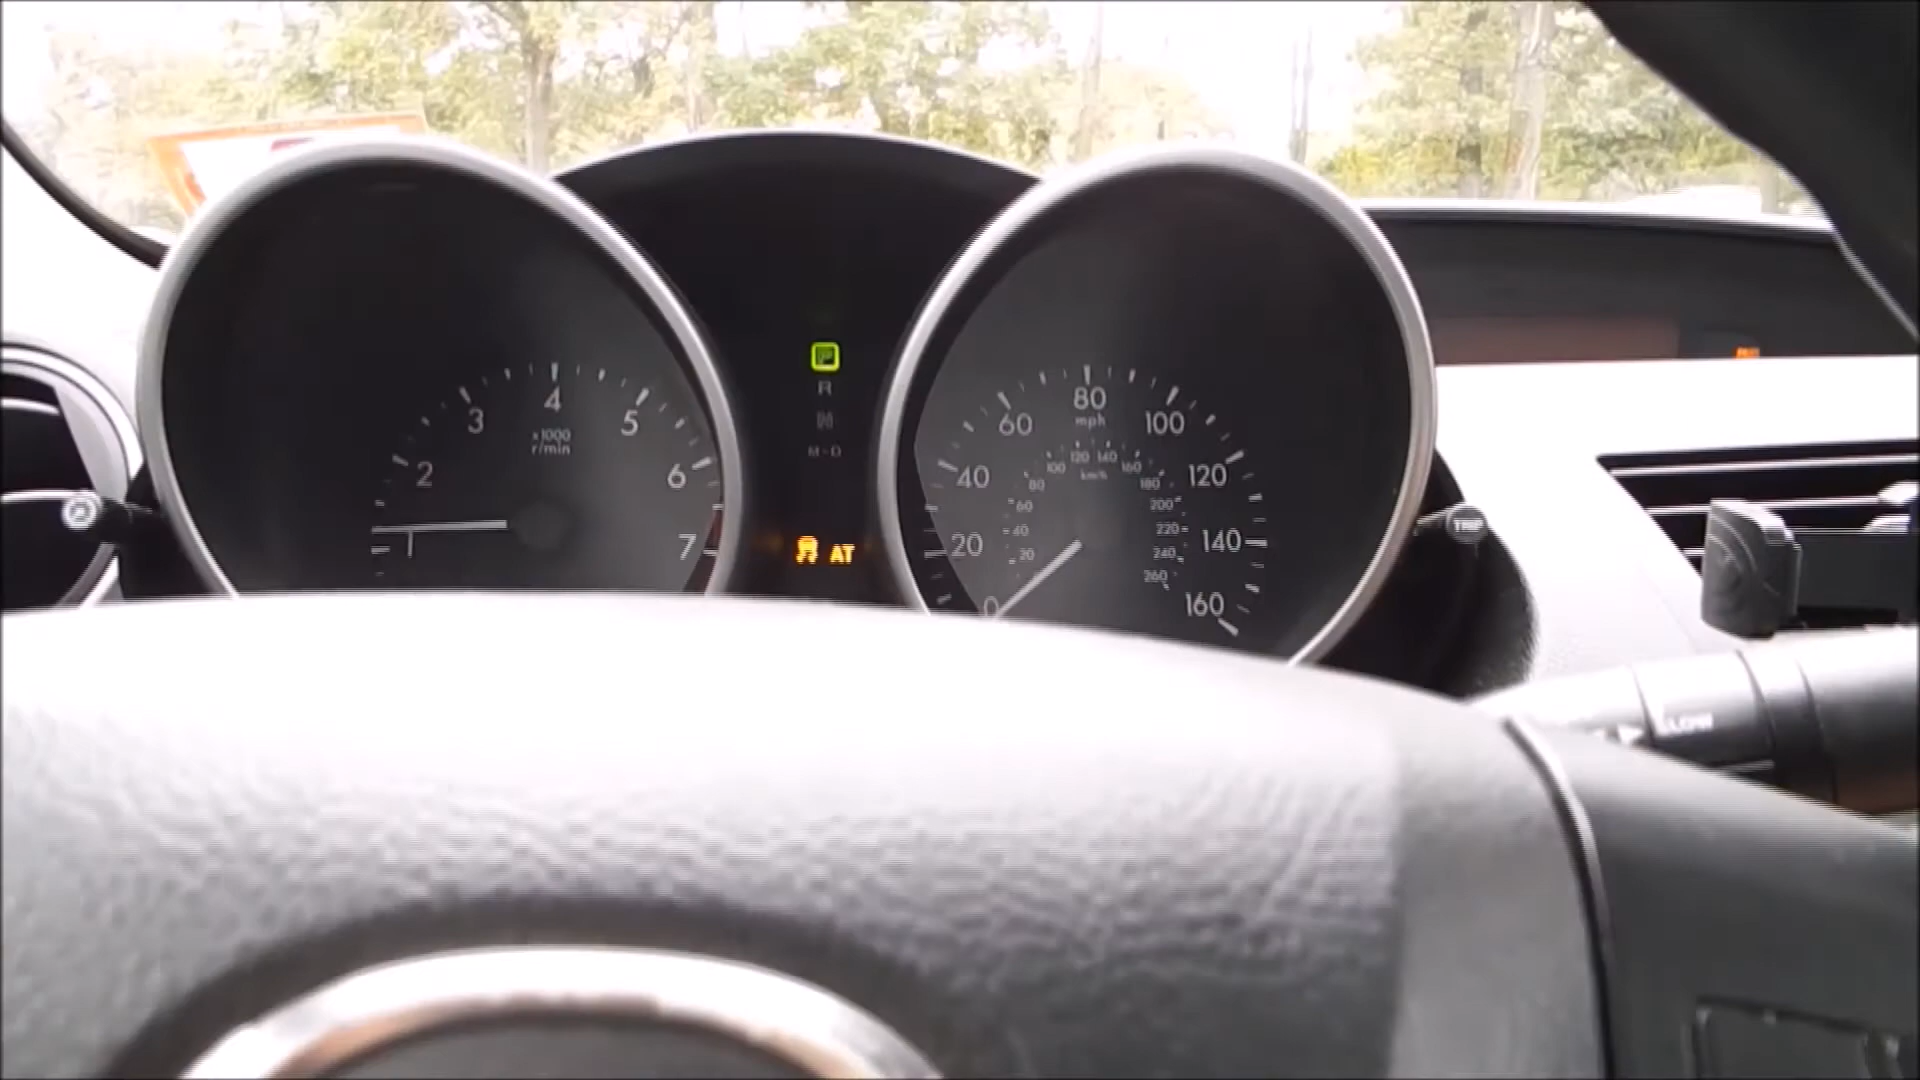 2 3 4 5 6 7
x1000
r/min
P
R
M-D
AT
0 20 40 60 80 100 120 140 160
mph
20 40 60 80 100 120 140 160 180 200 220 240 260
km/h
TRIP
SLOW